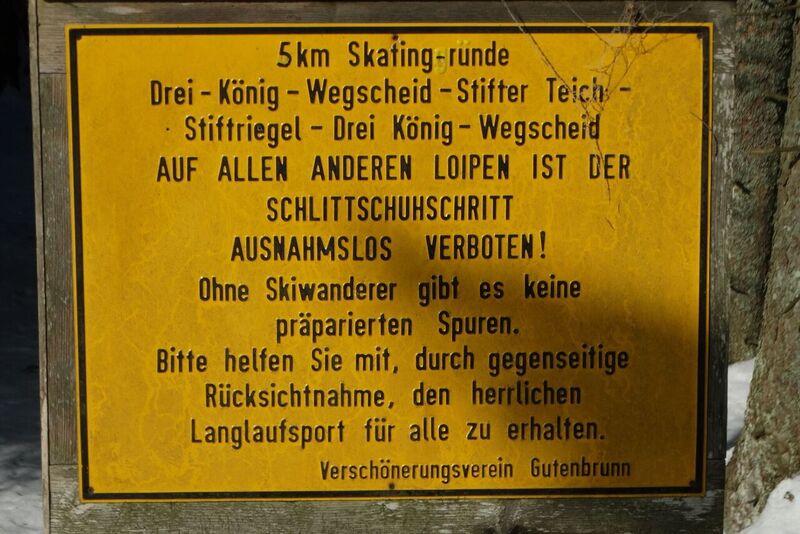 5km Skating-ründe
Drei - König - Wegscheid - Stifter Teich -
Stiftriegel - Drei König - Wegscheid
AUF ALLEN ANDEREN LOIPEN IST DER
SCHLITTSCHUHSCHRITT
AUSNAHMSLOS VERBOTEN!
Ohne Skiwanderer gibt es keine
präparierten Spuren.
Bitte helfen Sie mit, durch gegenseitige
Rücksichtnahme, den herrlichen
Langlaufsport für alle zu erhalten.
Verschönerungsverein Gutenbrunn